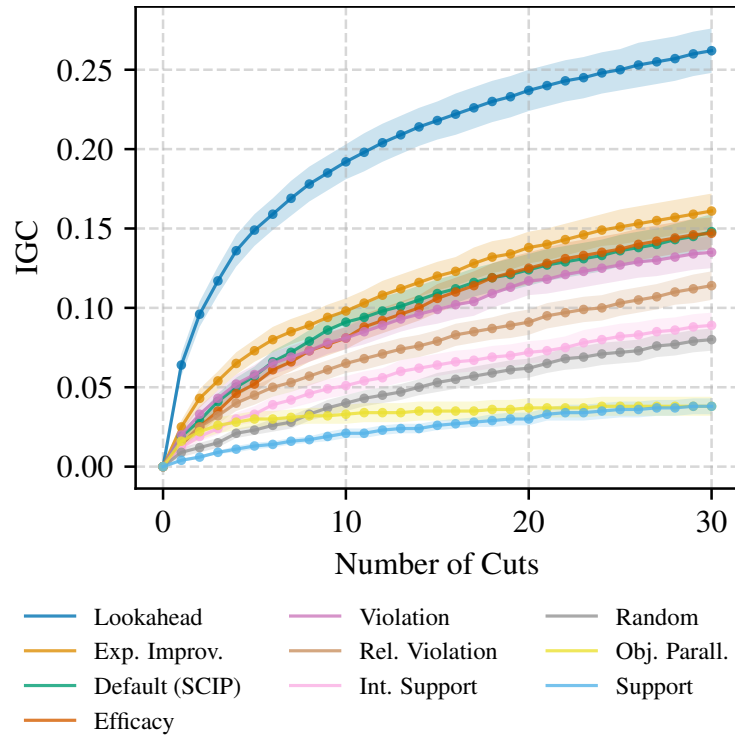 0.25
0.20
0.15
0.10
0.05
0.00
IGC
0 10 20 30
Number of Cuts
Lookahead Violation Random
Exp. Improv. Rel. Violation Obj. Parall.
Default (SCIP) Int. Support Support
Efficacy